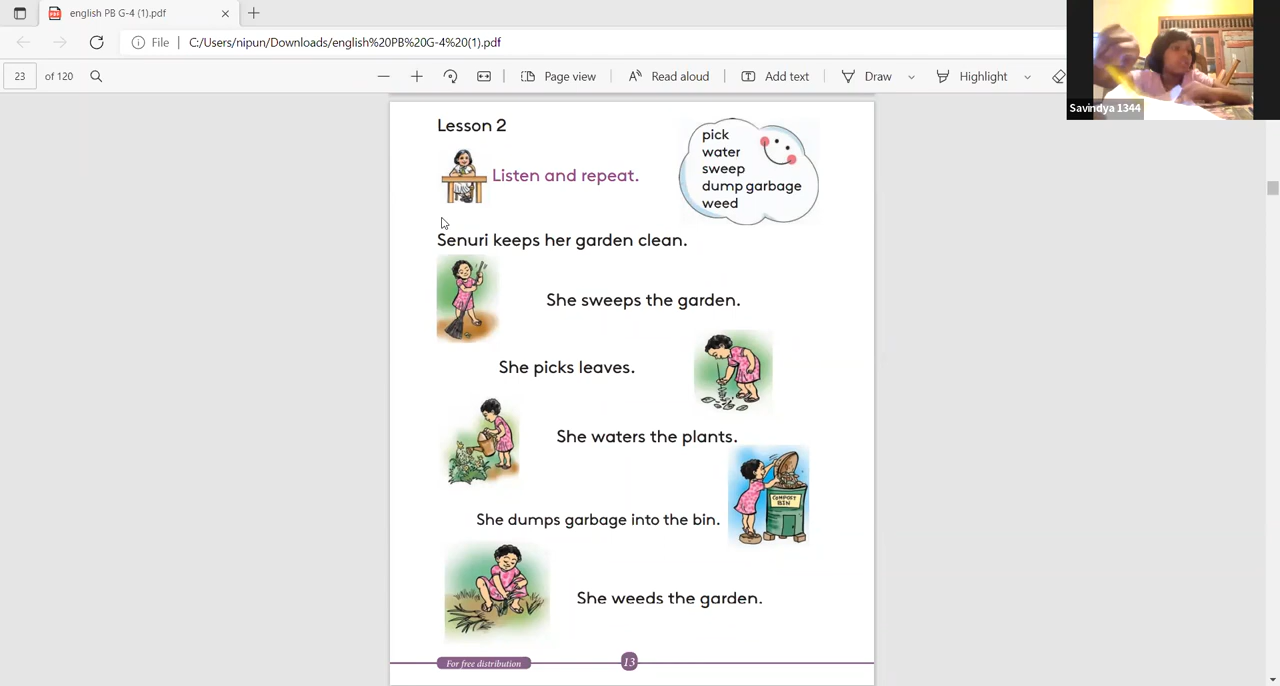 english PB G-4 (1).pdf
File
C:/Users/nipun/Downloads/english%20PB%20G-4%20(1).pdf
23
of 120
Page view
Read aloud
Add text
Draw
Highlight
Savindya 1344
Lesson 2
Listen and repeat.
pick
water
sweep
dump garbage
weed
Senuri keeps her garden clean.
She sweeps the garden.
She picks leaves.
She waters the plants.
COMPOST
BIN
She dumps garbage into the bin.
She weeds the garden.
For free distribution
13